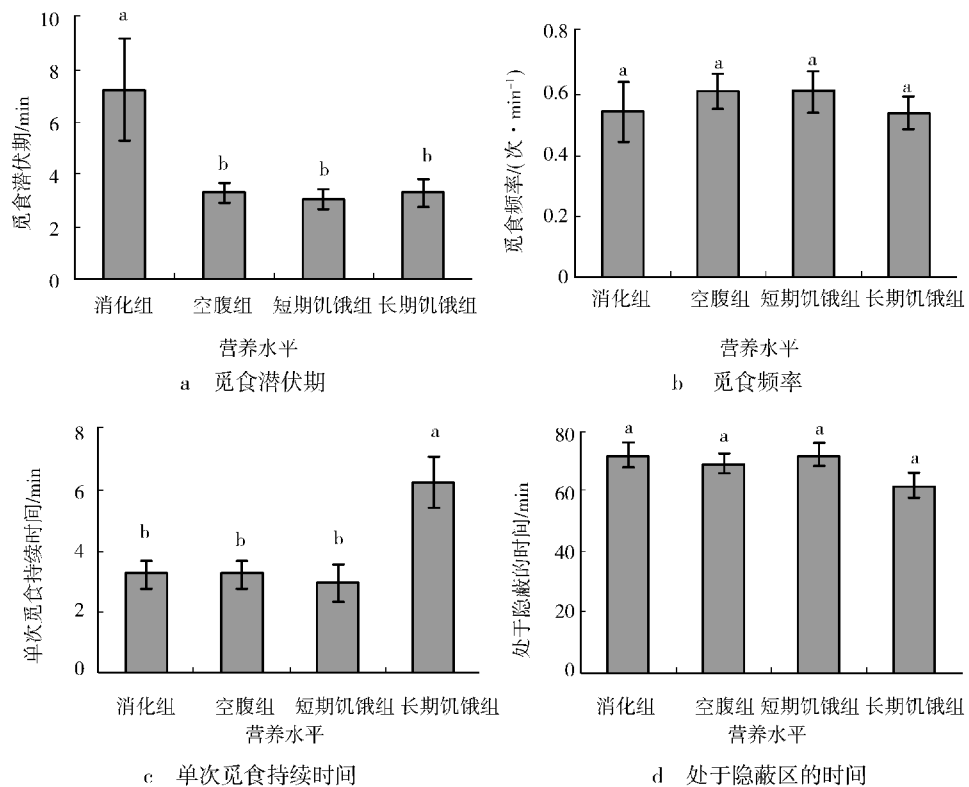 觅食潜伏期/min
10
8
6
4
2
0
a
b
b
b
消化组 空腹组 短期饥饿组 长期饥饿组
营养水平
a 觅食潜伏期
觅食频率/(次·min⁻¹)
0.8
0.6
0.4
0.2
0
a
a
a
a
消化组 空腹组 短期饥饿组 长期饥饿组
营养水平
b 觅食频率
单次觅食持续时间/min
8
6
4
2
0
b
b
b
a
消化组 空腹组 短期饥饿组 长期饥饿组
营养水平
c 单次觅食持续时间
处于隐蔽的时间/min
80
60
40
20
0
a
a
a
a
消化组 空腹组 短期饥饿组 长期饥饿组
营养水平
d 处于隐蔽区的时间